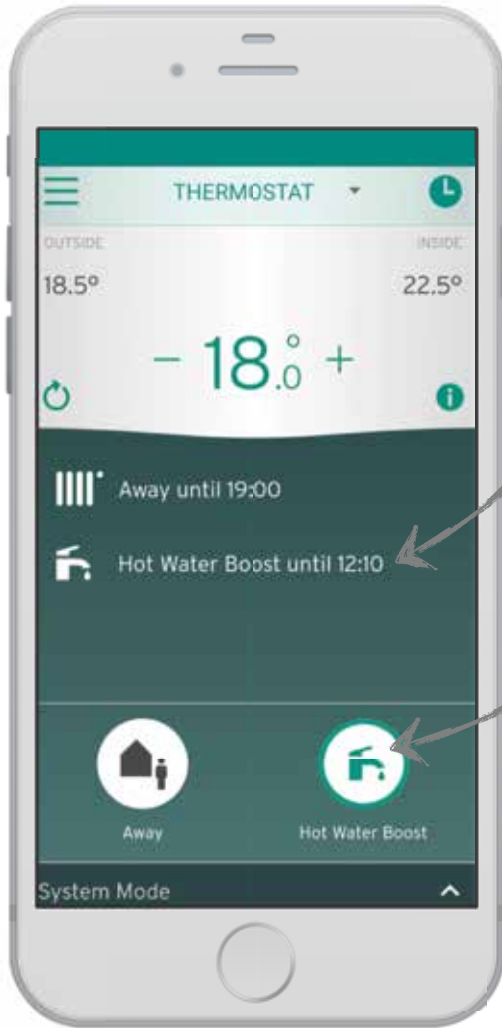 THERMOSTAT
OUTSIDE INSIDE
18.5° 22.5°
− 18.0° +
Away until 19:00
Hot Water Boost until 12:10
Away Hot Water Boost
System Mode